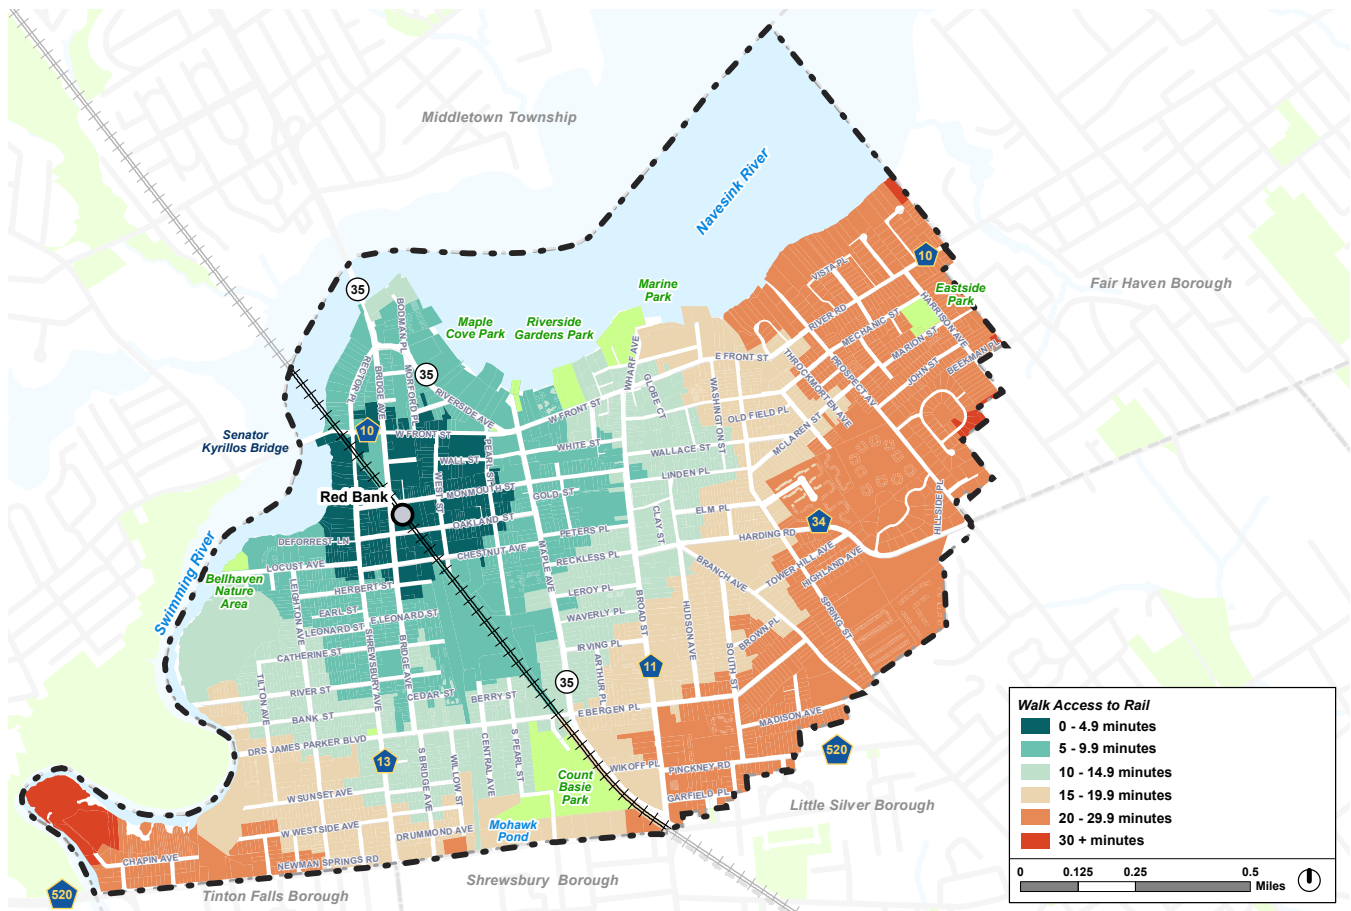 Middletown Township
Navesink River
10
VISTA PL
Fair Haven Borough
Marine
Park
Eastside
Park
35
BODMAN PL
HARRISON AVE
RIVER RD
MECHANIC ST
Maple
Cove Park
Riverside
Gardens Park
MARION ST
BEEKMAN PL
E FRONT ST
WHARF AVE
THROCKMORTEN AVE
PROSPECT AV
JOHN ST
RECTOR PL
BRIDGE AVE
MORFORD PL
35
GLOBE CT
WASHINGTON ST
RIVERSIDE AVE
W FRONT ST
OLD FIELD PL
MCLAREN ST
10
W FRONT ST
Senator
Kyrillos Bridge
WALL ST
PEARL ST
WHITE ST
WALLACE ST
LINDEN PL
WEST ST
MONMOUTH ST
GOLD ST
Red Bank
HILLSIDE PL
OAKLAND ST
PETERS PL
CLAY ST
ELM PL
34
HARDING RD
DEFORREST LN
CHESTNUT AVE
MAPLE AVE
RECKLESS PL
LOCUST AVE
BRANCH AVE
TOWER HILL AVE
HIGHLAND AVE
Swimming River
Bellhaven
Nature
Area
LEIGHTON AVE
HERBERT ST
LEROY PL
EARL ST
E LEONARD ST
WAVERLY PL
BROAD ST
HUDSON AVE
SPRING ST
LEONARD ST
SHREWSBURY AVE
BRIDGE AVE
IRVING PL
BROWN PL
CATHERINE ST
SOUTH ST
11
ARTHUR PL
35
TILTON AVE
RIVER ST
CEDAR ST
BERRY ST
BANK ST
E BERGEN PL
MADISON AVE
DRS JAMES PARKER BLVD
520
13
S BRIDGE AVE
WILLOW ST
CENTRAL AVE
S PEARL ST
WIKOFF PL
PINCKNEY RD
Count
Basie
Park
W SUNSET AVE
GARFIELD PL
Little Silver Borough
Mohawk
Pond
W WESTSIDE AVE
DRUMMOND AVE
CHAPIN AVE
NEWMAN SPRINGS RD
520
Tinton Falls Borough
Shrewsbury Borough
Walk Access to Rail
0 - 4.9 minutes
5 - 9.9 minutes
10 - 14.9 minutes
15 - 19.9 minutes
20 - 29.9 minutes
30 + minutes
0 0.125 0.25 0.5
Miles